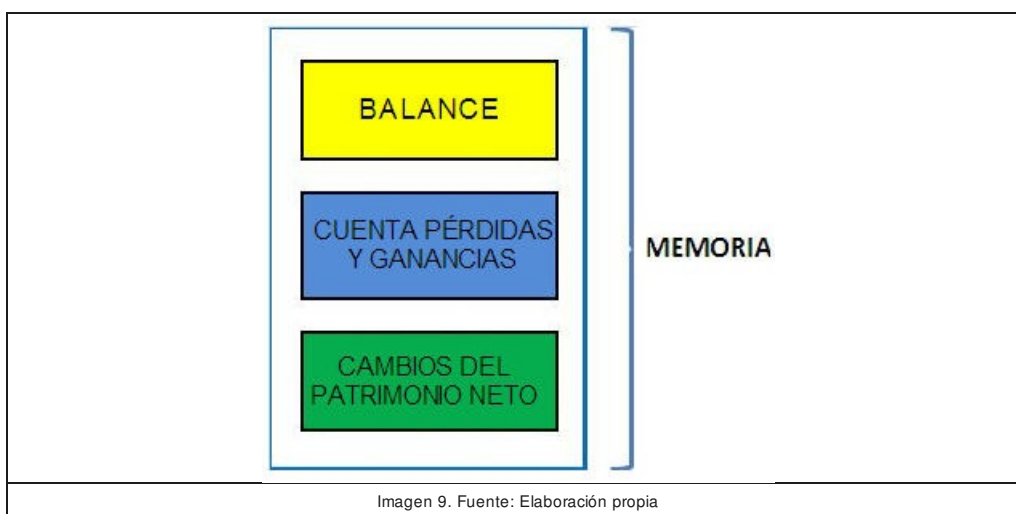 BALANCE
CUENTA PÉRDIDAS
Y GANANCIAS
MEMORIA
CAMBIOS DEL
PATRIMONIO NETO
Imagen 9. Fuente: Elaboración propia